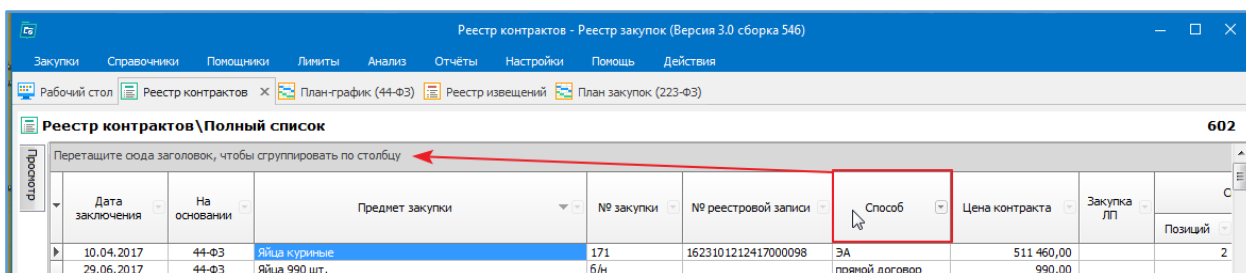 Реестр контрактов - Реестр закупок (Версия 3.0 сборка 546)
Закупки Справочники Помощники Лимиты Анализ Отчёты Настройки Помощь Действия
Рабочий стол Реестр контрактов План-график (44-ФЗ) Реестр извещений План закупок (223-ФЗ)
Реестр контрактов\Полный список 602
Просмотр
Перетащите сюда заголовок, чтобы сгруппировать по столбцу
Дата заключения На основании Предмет закупки № закупки № реестровой записи Способ Цена контракта Закупка ЛП С
Позиций
10.04.2017 44-ФЗ Яйца куриные 171 1623101212417000098 ЭА 511 460,00 2
29.06.2017 44-ФЗ Яйца 990 шт. б/н прямой договор 990,00